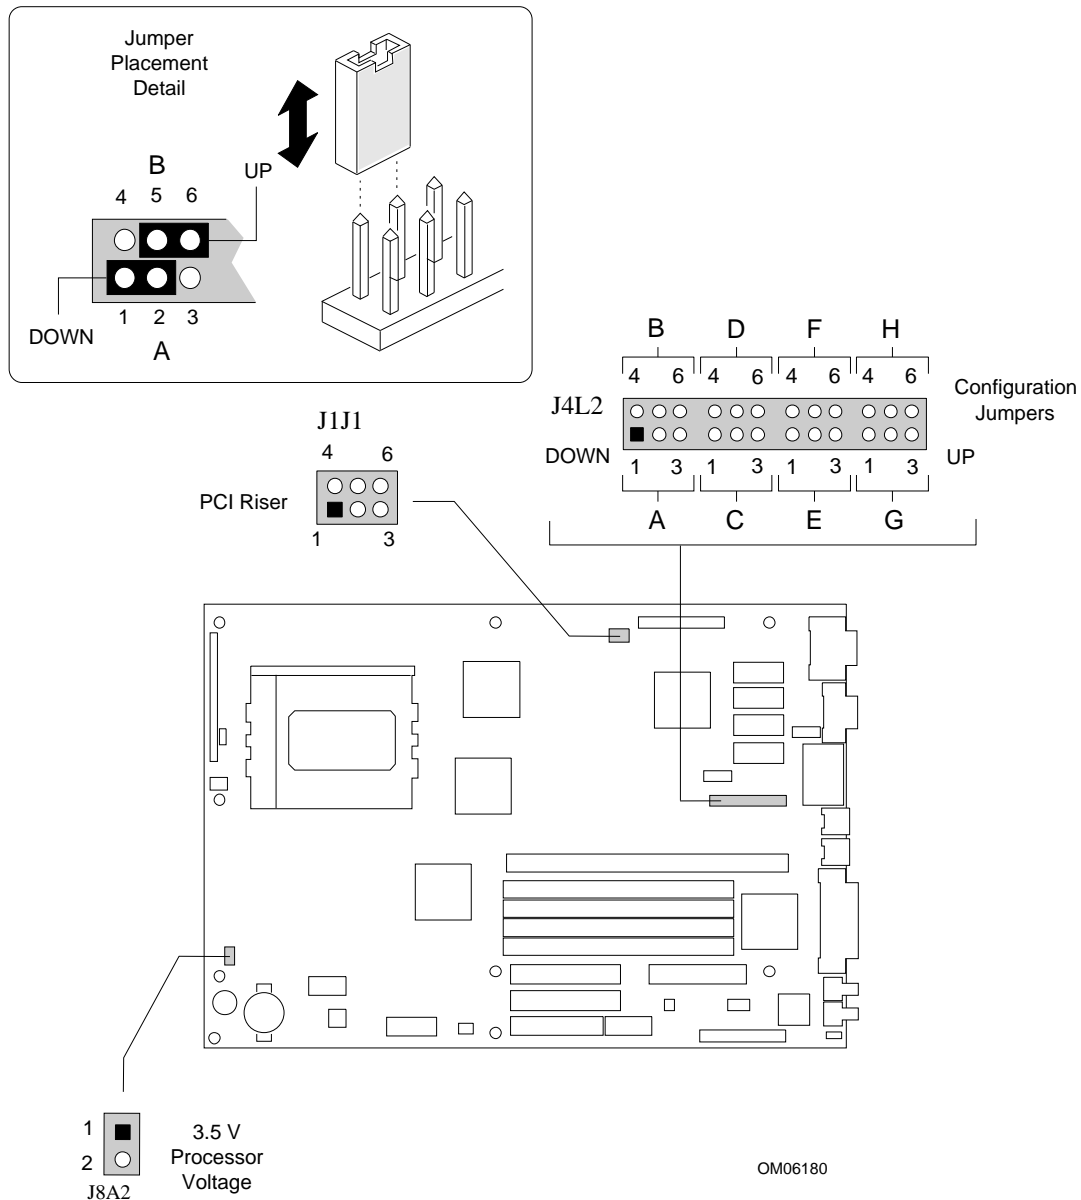 Jumper
Placement
Detail
B
UP
4 5 6
1 2 3
DOWN
A
B D F H
4 6 4 6 4 6 4 6
Configuration
Jumpers
J4L2
DOWN
1 3 1 3 1 3 1 3
UP
A C E G
J1J1
4 6
PCI Riser
1 3
1
2
J8A2
3.5 V
Processor
Voltage
OM06180